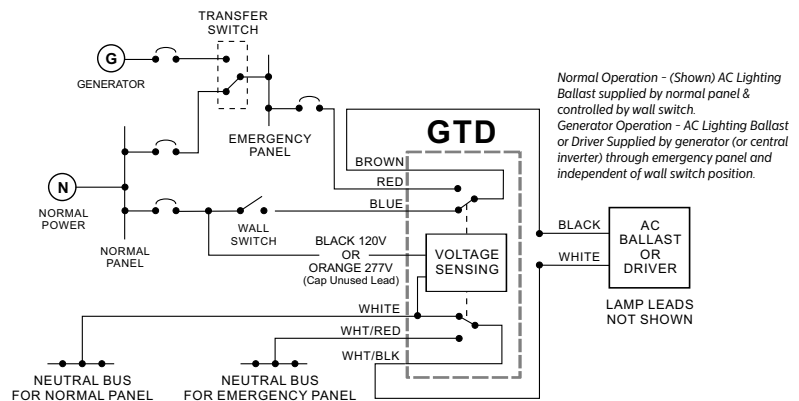 TRANSFER
SWITCH
G
GENERATOR
EMERGENCY
PANEL
N
NORMAL
POWER
NORMAL
PANEL
WALL
SWITCH
GTD
BROWN
RED
BLUE
BLACK 120V
OR
ORANGE 277V
(Cap Unused Lead)
VOLTAGE
SENSING
WHITE
WHT/RED
WHT/BLK
NEUTRAL BUS
FOR NORMAL PANEL
NEUTRAL BUS
FOR EMERGENCY PANEL
Normal Operation – (Shown) AC Lighting
Ballast supplied by normal panel &
controlled by wall switch.
Generator Operation – AC Lighting Ballast
or Driver Supplied by generator (or central
inverter) through emergency panel and
independent of wall switch position.
BLACK
WHITE
AC
BALLAST
OR
DRIVER
LAMP LEADS
NOT SHOWN